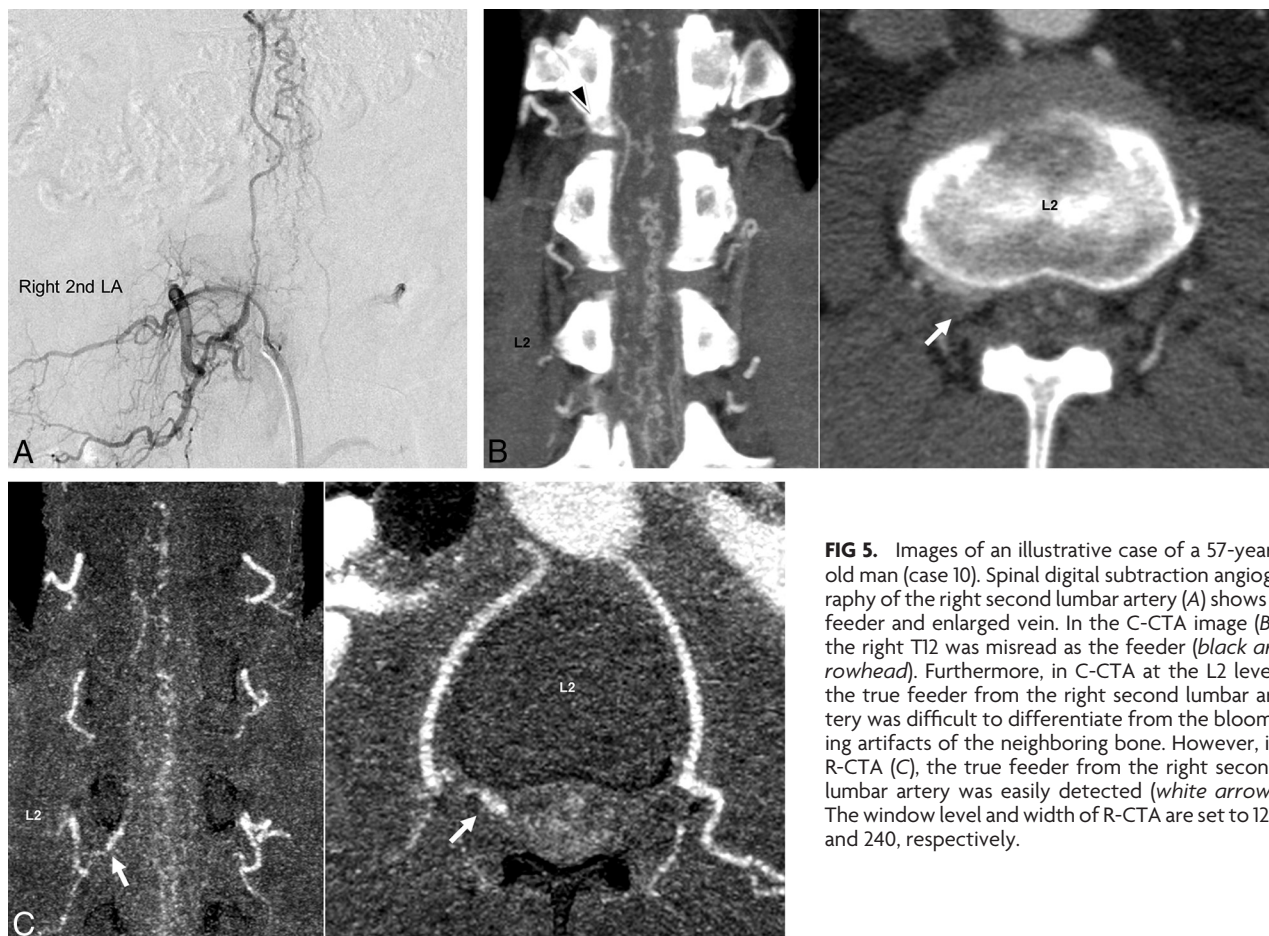 Right 2nd LA
A
L2
B
L2
L2
C
L2
FIG 5. Images of an illustrative case of a 57-year
old man (case 10). Spinal digital subtraction angiog
raphy of the right second lumbar artery (A) shows
feeder and enlarged vein. In the C-CTA image (B
the right T12 was misread as the feeder (black ar
rowhead). Furthermore, in C-CTA at the L2 leve
the true feeder from the right second lumbar ar
tery was difficult to differentiate from the bloom
ing artifacts of the neighboring bone. However, i
R-CTA (C), the true feeder from the right secon
lumbar artery was easily detected (white arrow
The window level and width of R-CTA are set to 12
and 240, respectively.